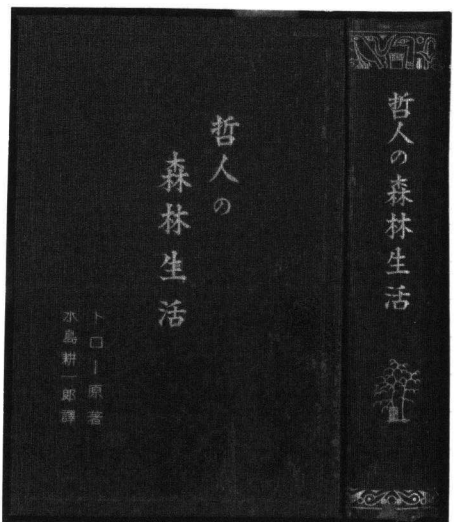 哲人の
森林生活
トロー原著
水島耕一郎譯
哲人の森林生活